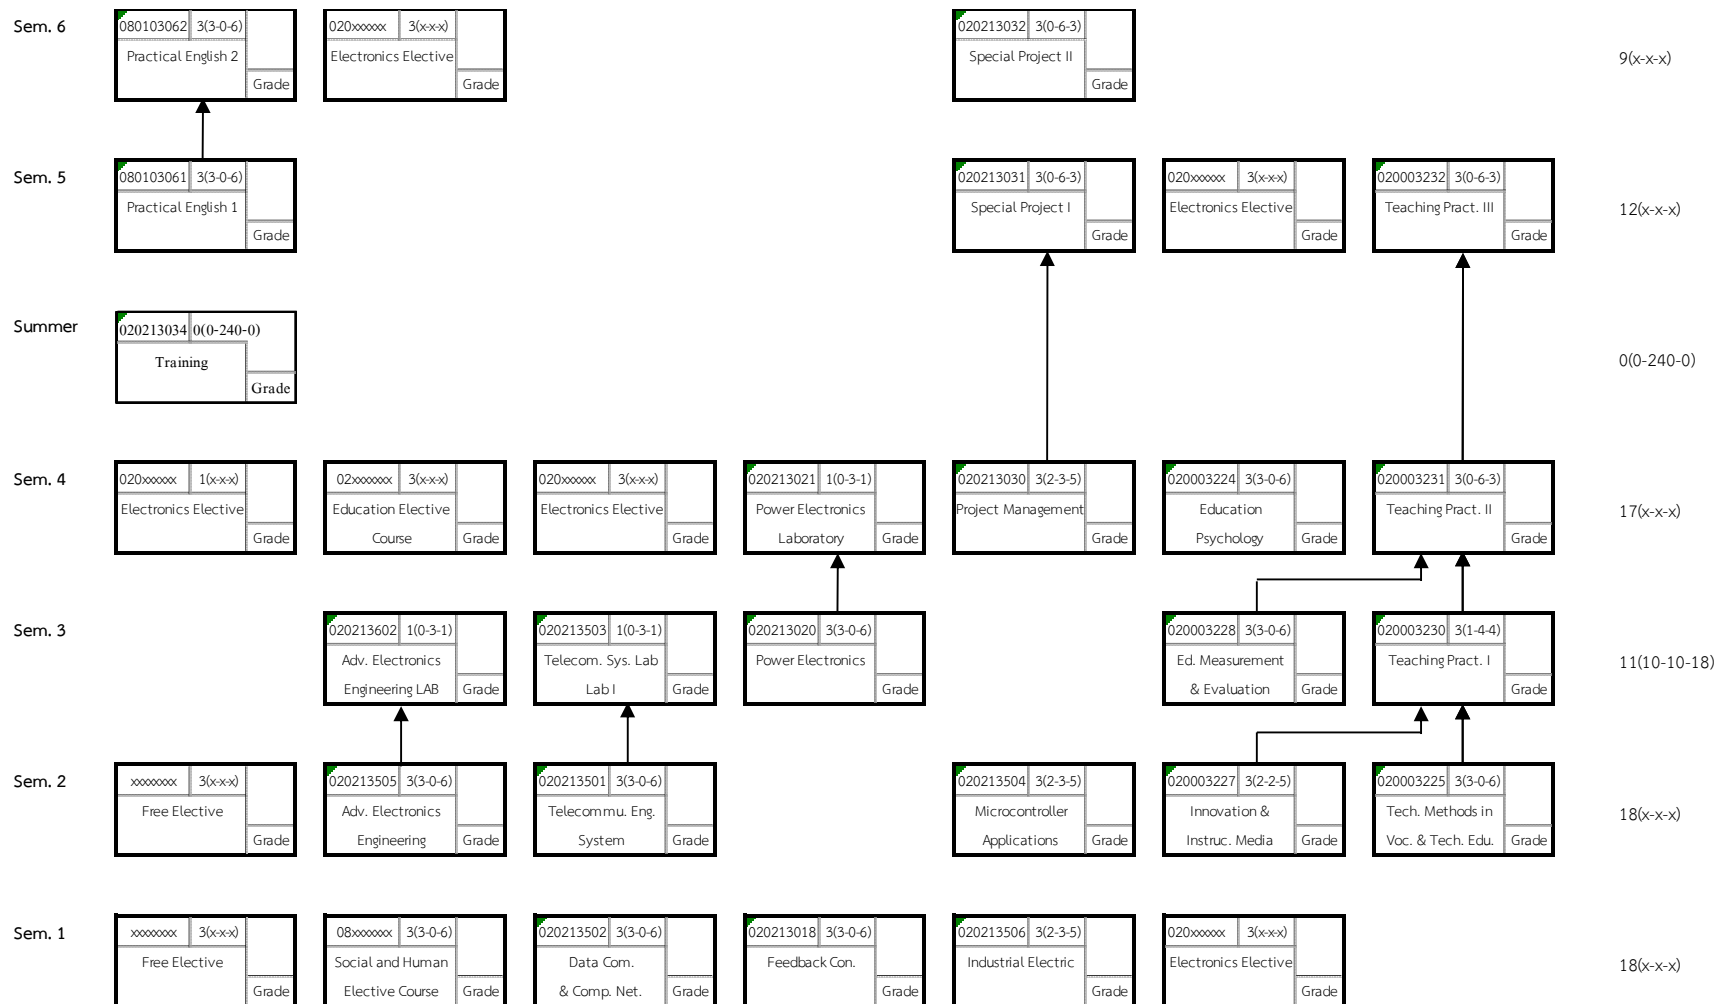 Sem. 6
080103062 3(3-0-6)
Practical English 2
Grade
020xxxxxx 3(x-x-x)
Electronics Elective
Grade
020213032 3(0-6-3)
Special Project II
Grade
9(x-x-x)
Sem. 5
080103061 3(3-0-6)
Practical English 1
Grade
020213031 3(0-6-3)
Special Project I
Grade
020xxxxxx 3(x-x-x)
Electronics Elective
Grade
020003232 3(0-6-3)
Teaching Pract. III
Grade
12(x-x-x)
Summer
020213034 0(0-240-0)
Training
Grade
0(0-240-0)
Sem. 4
020xxxxxx 1(x-x-x)
Electronics Elective
Grade
02xxxxxxx 3(x-x-x)
Education Elective
Course
Grade
020xxxxxx 3(x-x-x)
Electronics Elective
Grade
020213021 1(0-3-1)
Power Electronics
Laboratory
Grade
020213030 3(2-3-5)
Project Management
Grade
020003224 3(3-0-6)
Education
Psychology
Grade
020003231 3(0-6-3)
Teaching Pract. II
Grade
17(x-x-x)
Sem. 3
020213602 1(0-3-1)
Adv. Electronics
Engineering LAB
Grade
020213503 1(0-3-1)
Telecom. Sys. Lab
Lab I
Grade
020213020 3(3-0-6)
Power Electronics
Grade
020003228 3(3-0-6)
Ed. Measurement
& Evaluation
Grade
020003230 3(1-4-4)
Teaching Pract. I
Grade
11(10-10-18)
Sem. 2
xxxxxxxx 3(x-x-x)
Free Elective
Grade
020213505 3(3-0-6)
Adv. Electronics
Engineering
Grade
020213501 3(3-0-6)
Telecommu. Eng.
System
Grade
020213504 3(2-3-5)
Microcontroller
Applications
Grade
020003227 3(2-2-5)
Innovation &
Instruc. Media
Grade
020003225 3(3-0-6)
Tech. Methods in
Voc. & Tech. Edu.
Grade
18(x-x-x)
Sem. 1
xxxxxxxx 3(x-x-x)
Free Elective
Grade
08xxxxxxx 3(3-0-6)
Social and Human
Elective Course
Grade
020213502 3(3-0-6)
Data Com.
& Comp. Net.
Grade
020213018 3(3-0-6)
Feedback Con.
Grade
020213506 3(2-3-5)
Industrial Electric
Grade
020xxxxxx 3(x-x-x)
Electronics Elective
Grade
18(x-x-x)